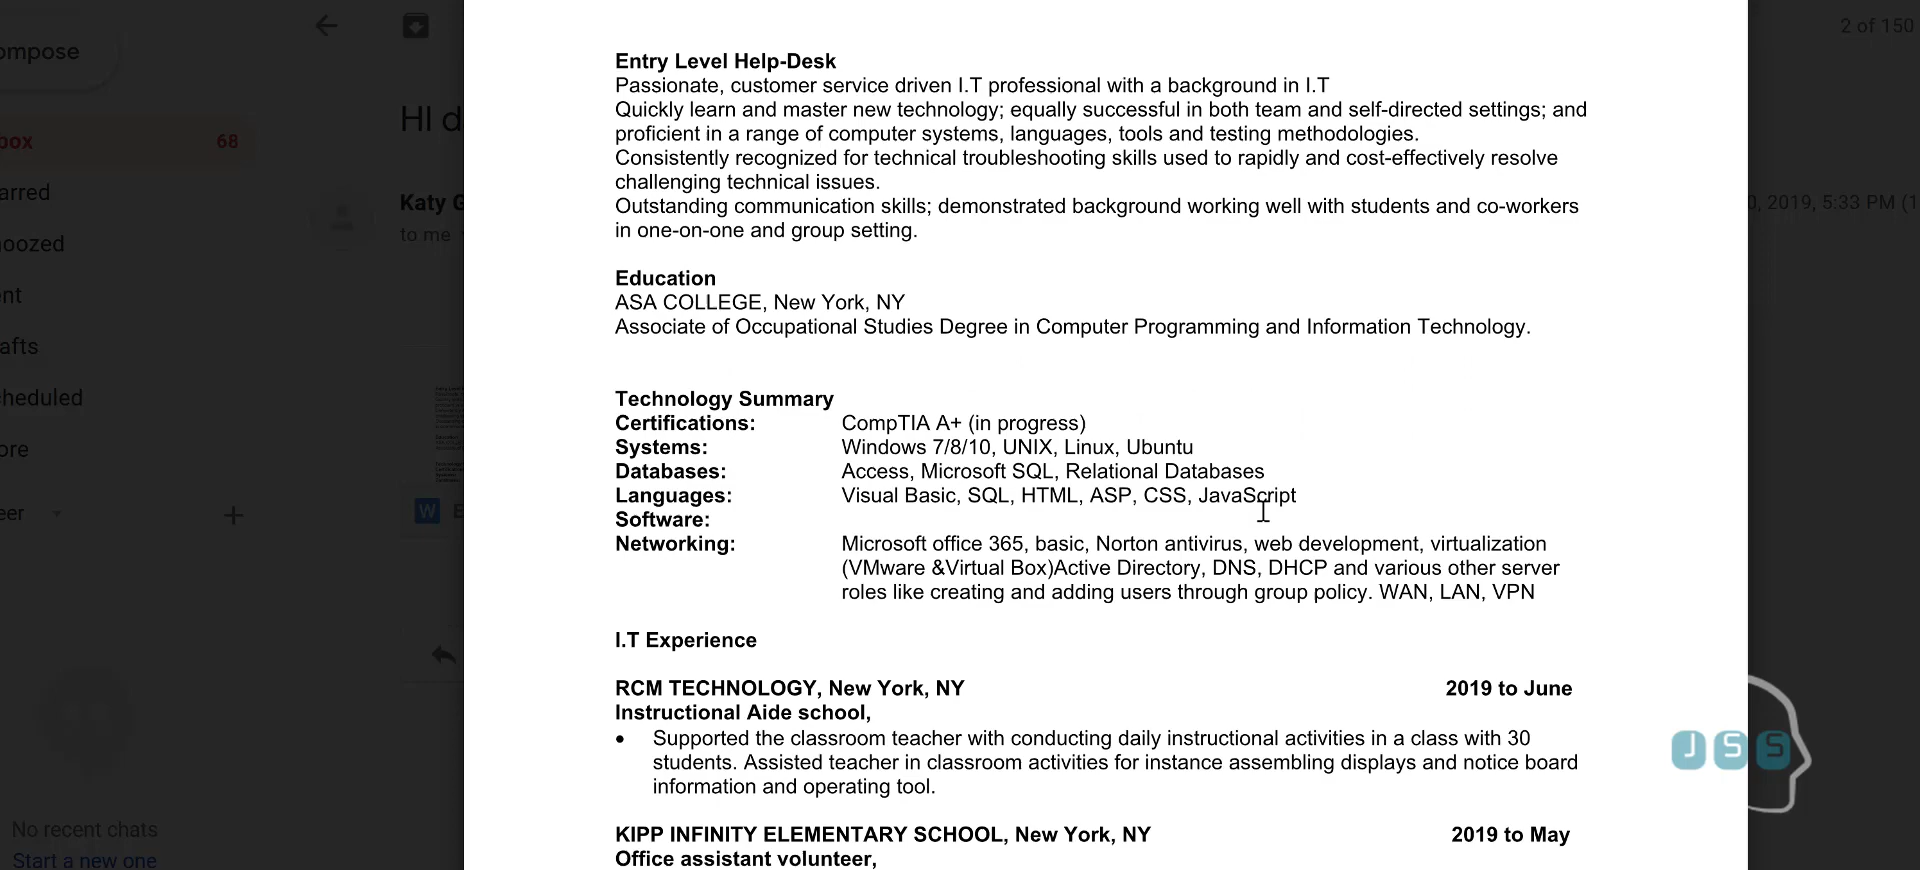 ompose
2 of 150
HI d
box
68
arred
Katy G
0, 2019, 5:33 PM (1
to me
oozed
ent
afts
cheduled
ore
eer
W E
No recent chats
Start a new one
Entry Level Help-Desk
Passionate, customer service driven I.T professional with a background in I.T
Quickly learn and master new technology; equally successful in both team and self-directed settings; and
proficient in a range of computer systems, languages, tools and testing methodologies.
Consistently recognized for technical troubleshooting skills used to rapidly and cost-effectively resolve
challenging technical issues.
Outstanding communication skills; demonstrated background working well with students and co-workers
in one-on-one and group setting.
Education
ASA COLLEGE, New York, NY
Associate of Occupational Studies Degree in Computer Programming and Information Technology.
Technology Summary
Certifications: CompTIA A+ (in progress)
Systems: Windows 7/8/10, UNIX, Linux, Ubuntu
Databases: Access, Microsoft SQL, Relational Databases
Languages: Visual Basic, SQL, HTML, ASP, CSS, JavaScript
Software:
Networking: Microsoft office 365, basic, Norton antivirus, web development, virtualization
(VMware &Virtual Box)Active Directory, DNS, DHCP and various other server
roles like creating and adding users through group policy. WAN, LAN, VPN
I.T Experience
RCM TECHNOLOGY, New York, NY 2019 to June
Instructional Aide school,
• Supported the classroom teacher with conducting daily instructional activities in a class with 30
students. Assisted teacher in classroom activities for instance assembling displays and notice board
information and operating tool.
KIPP INFINITY ELEMENTARY SCHOOL, New York, NY 2019 to May
Office assistant volunteer,
JSS